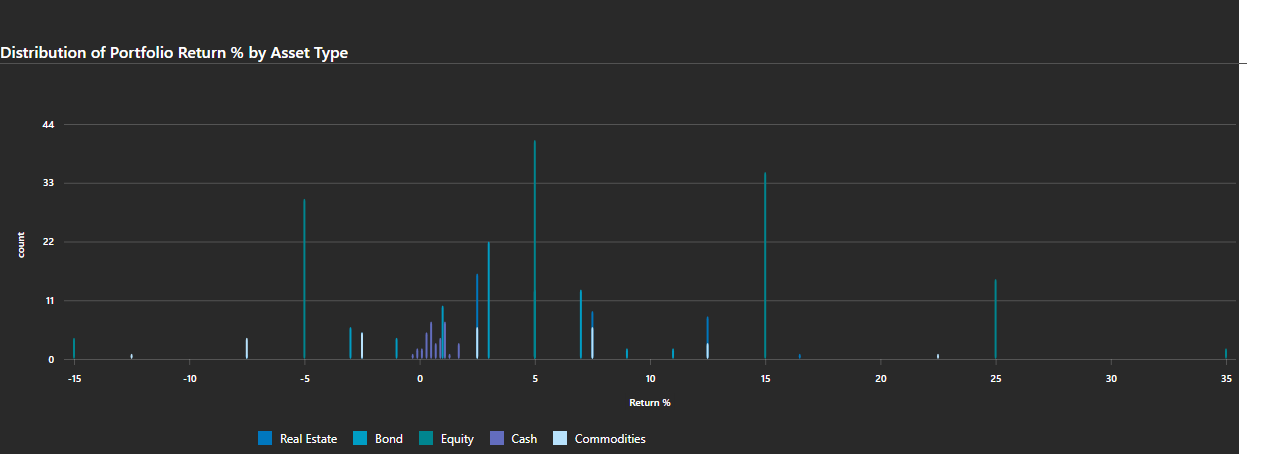 Distribution of Portfolio Return % by Asset Type
44
33
22
11
0
count
-15 -10 -5 0 5 10 15 20 25 30 35
Return %
Real Estate Bond Equity Cash Commodities